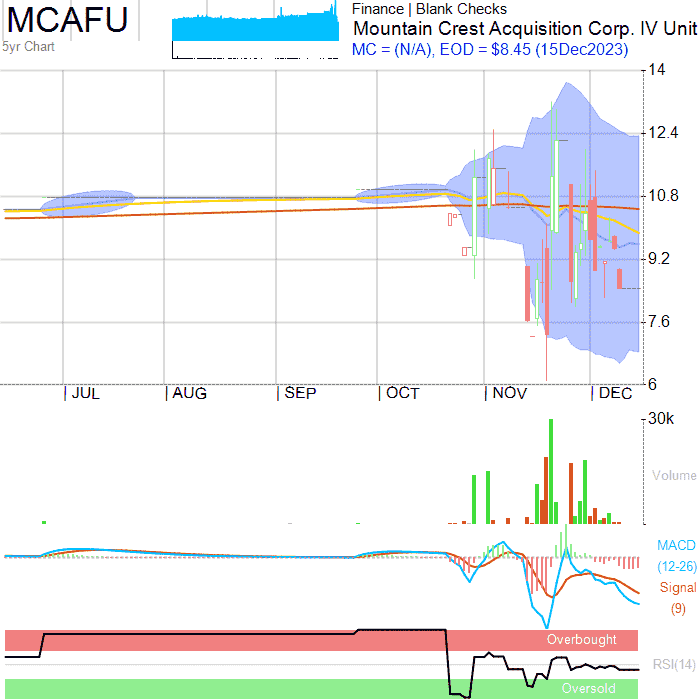 MCAFU
5yr Chart
Finance | Blank Checks
Mountain Crest Acquisition Corp. IV Unit
MC = (N/A), EOD = $8.45 (15Dec2023)
14
12.4
10.8
9.2
7.6
6
JUL AUG SEP OCT NOV DEC
30k
Volume
MACD
(12-26)
Signal
(9)
Overbought
RSI(14)
Oversold